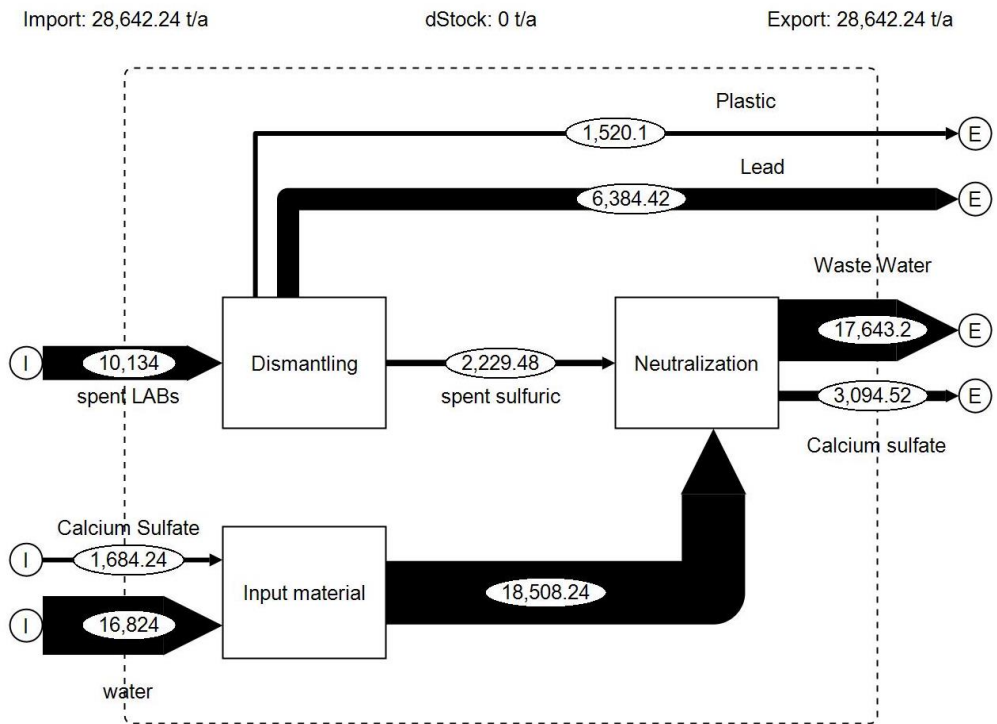 Import: 28,642.24 t/a
dStock: 0 t/a
Export: 28,642.24 t/a
Plastic
1,520.1
E
Lead
6,384.42
E
Waste Water
17,643.2
E
I
10,134
spent LABs
Dismantling
2,229.48
spent sulfuric
Neutralization
3,094.52
E
Calcium sulfate
Calcium Sulfate
I
1,684.24
Input material
18,508.24
I
16,824
water